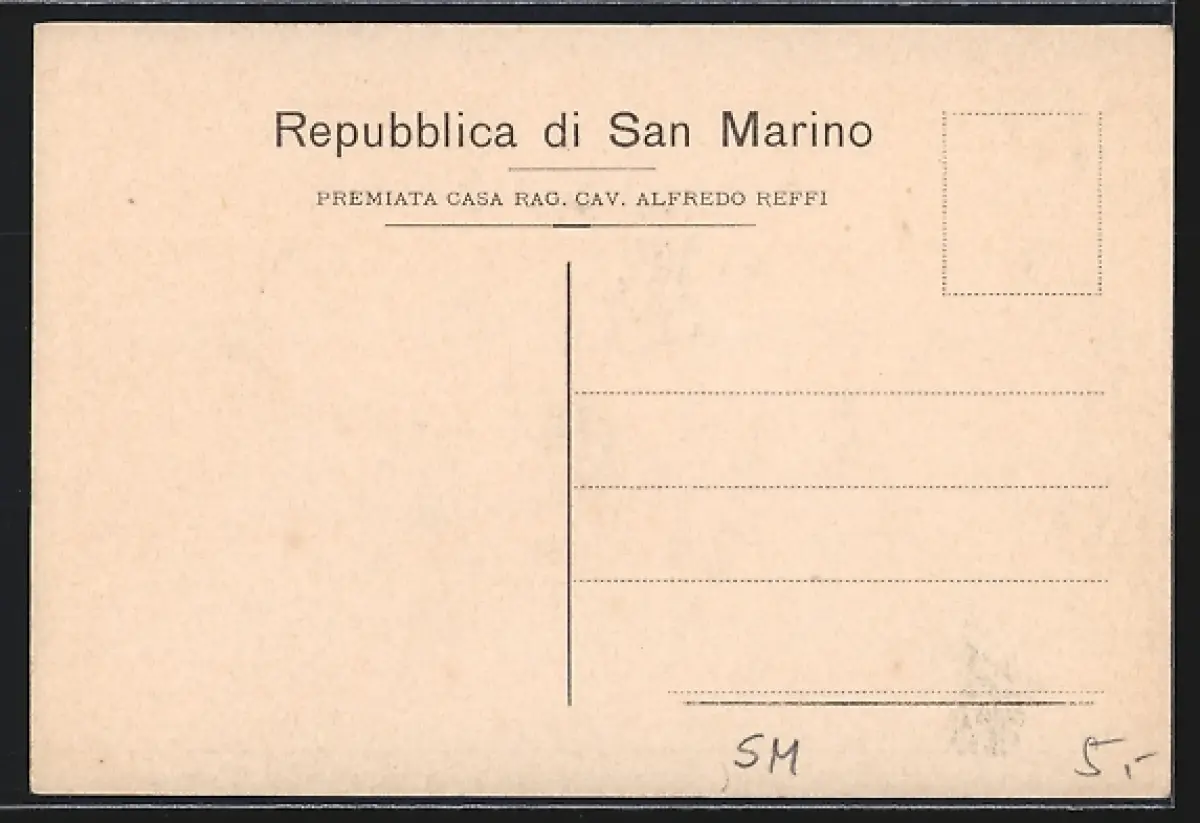 Repubblica di San Marino
PREMIATA CASA RAG. CAV. ALFREDO REFFI
SM 5,-